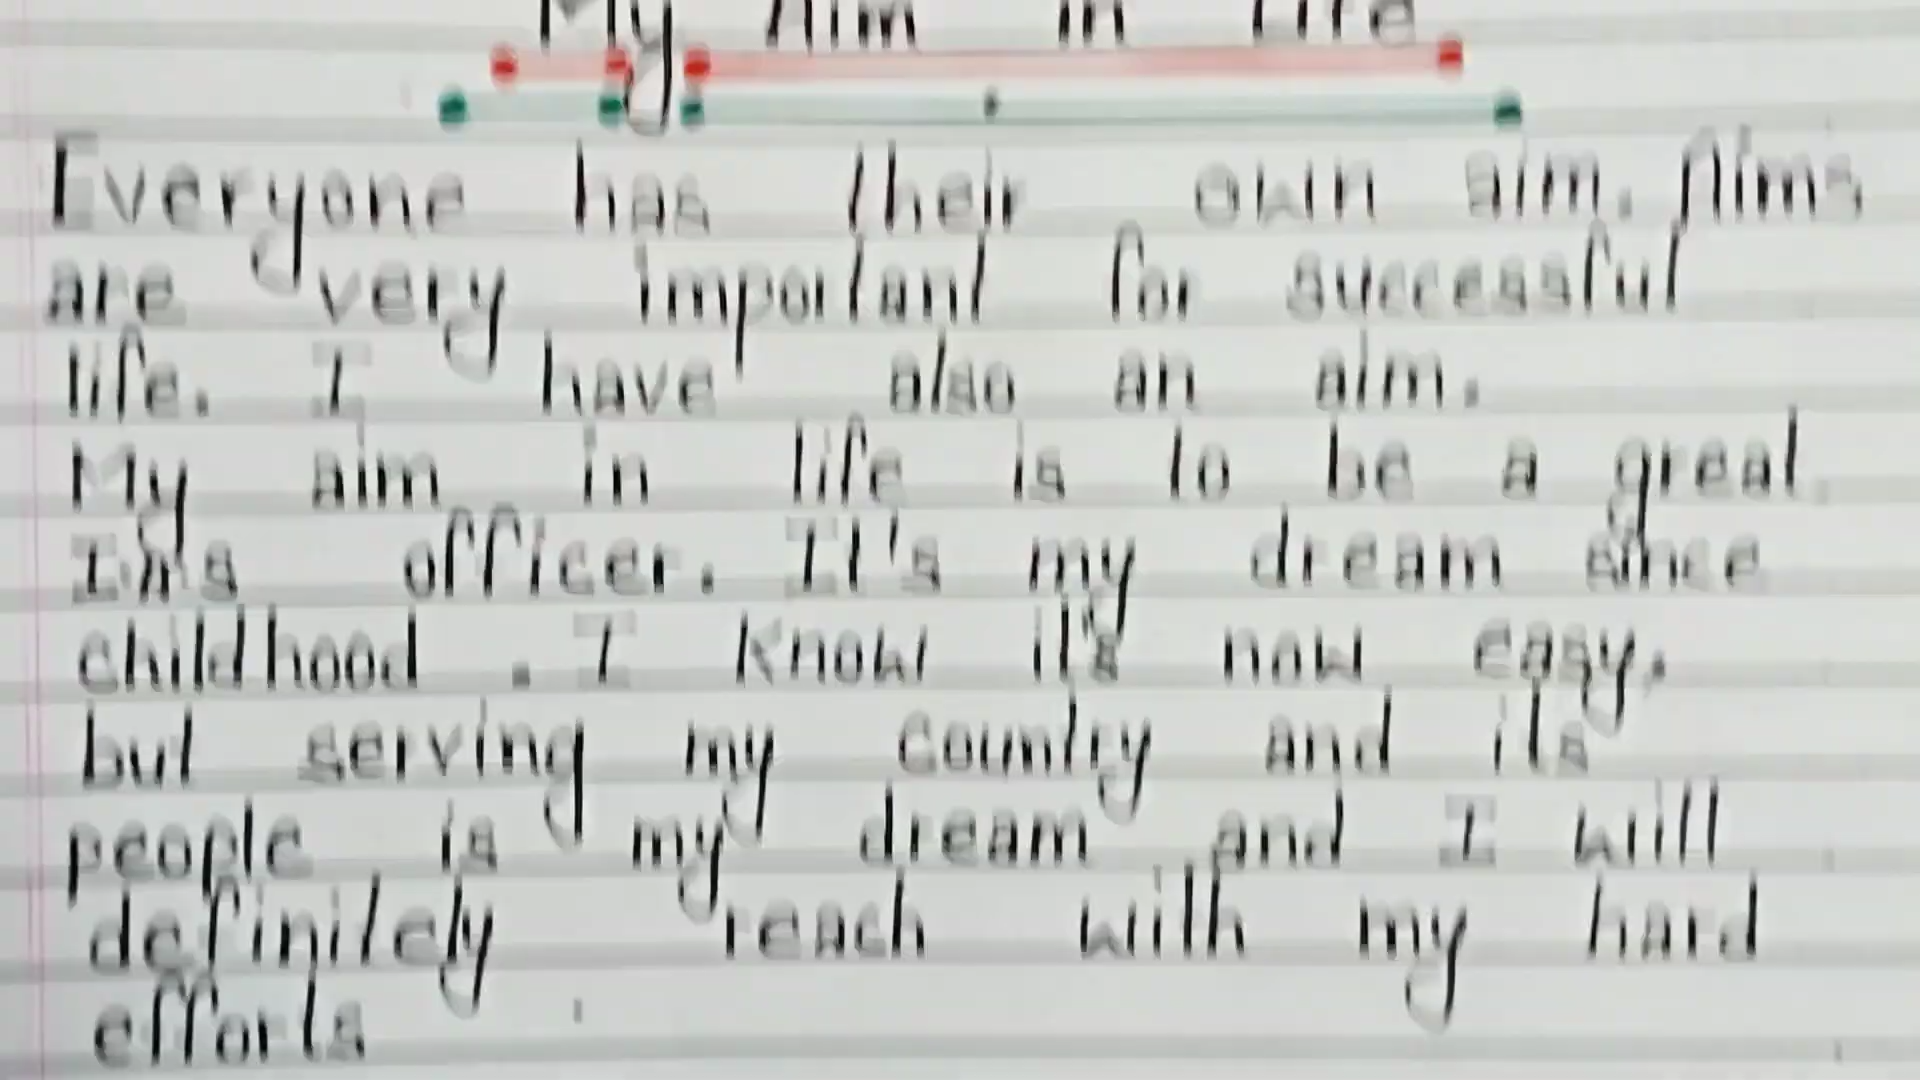 My Aim in Life
Everyone has their own aim. Aims
are very important for successful
life. I have also an aim.
My aim in life is to be a great
officer. It's my dream since
childhood. I know it's now easy,
but serving my country and its
people is my dream and I will
definitely reach with my hard
efforts